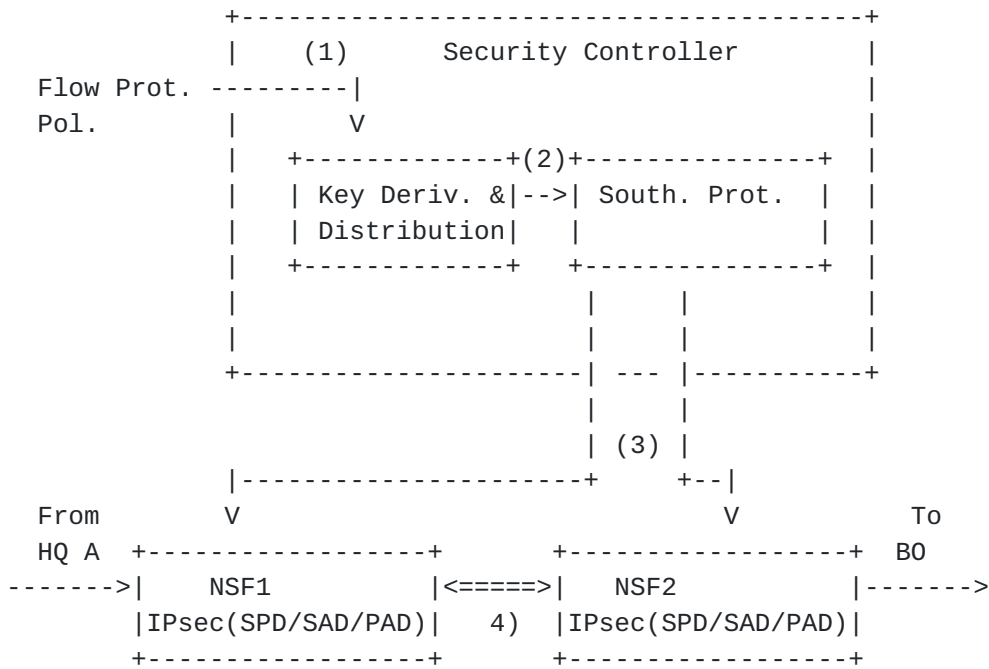 (1) Security Controller
Flow Prot.
Pol. V
(2)
Key Deriv. & --> South. Prot.
Distribution
(3)
From V V To
HQ A BO
-------> NSF1 <=====> NSF2 ------->
IPsec(SPD/SAD/PAD) 4) IPsec(SPD/SAD/PAD)